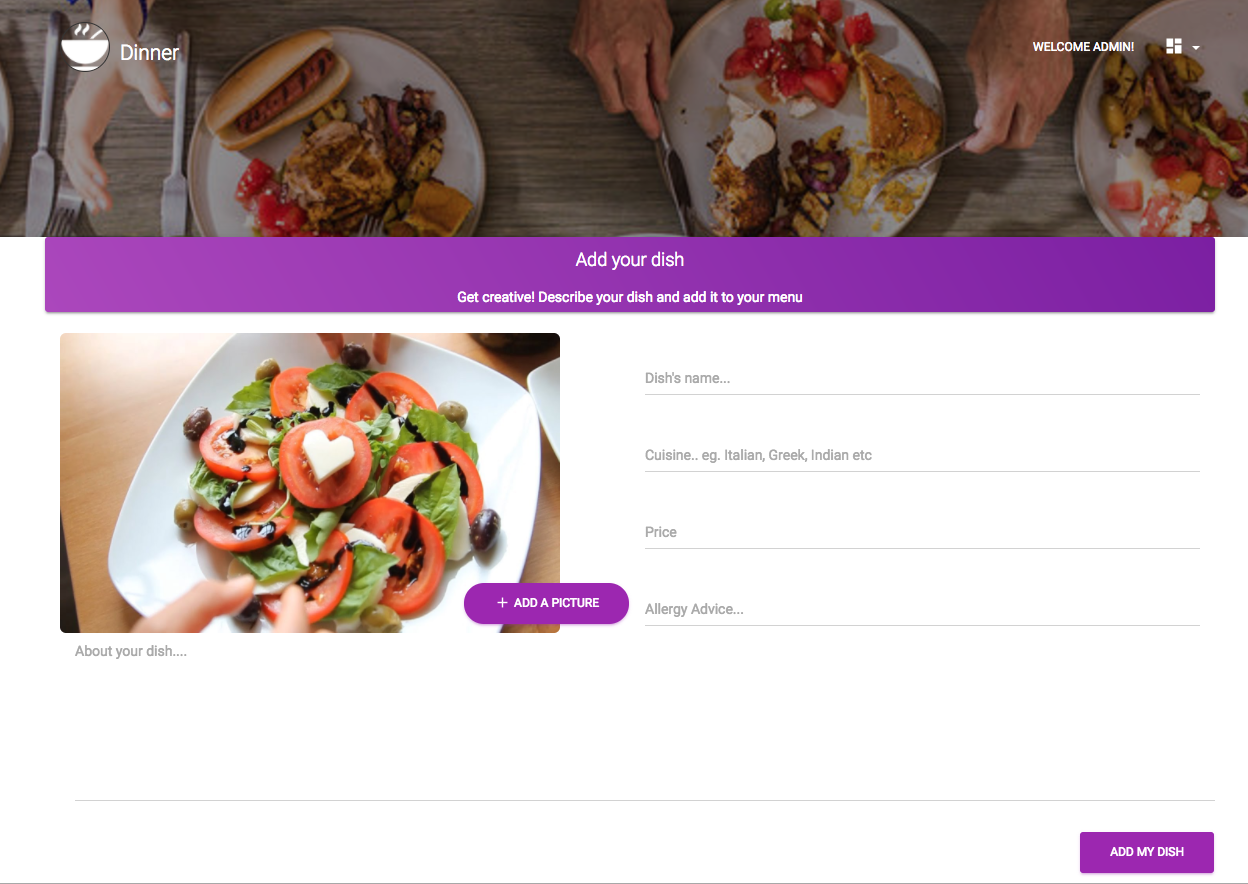 Dinner
WELCOME ADMIN!
Add your dish
Get creative! Describe your dish and add it to your menu
Dish's name...
Cuisine.. eg. Italian, Greek, Indian etc
Price
Allergy Advice...
+ ADD A PICTURE
About your dish....
ADD MY DISH